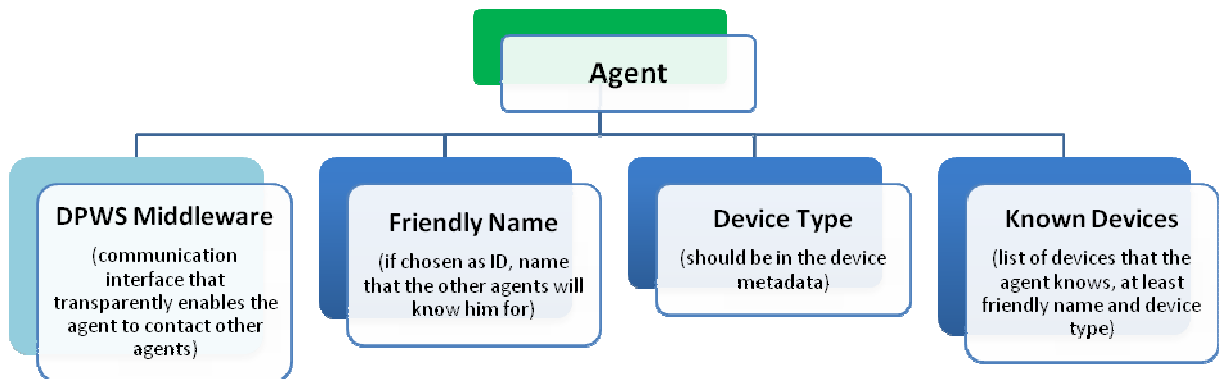 Agent
DPWS Middleware
(communication
interface that
transparently enables the
agent to contact other
agents)
Friendly Name
(if chosen as ID, name
that the other agents will
know him for)
Device Type
(should be in the device
metadata)
Known Devices
(list of devices that the
agent knows, at least
friendly name and device
type)